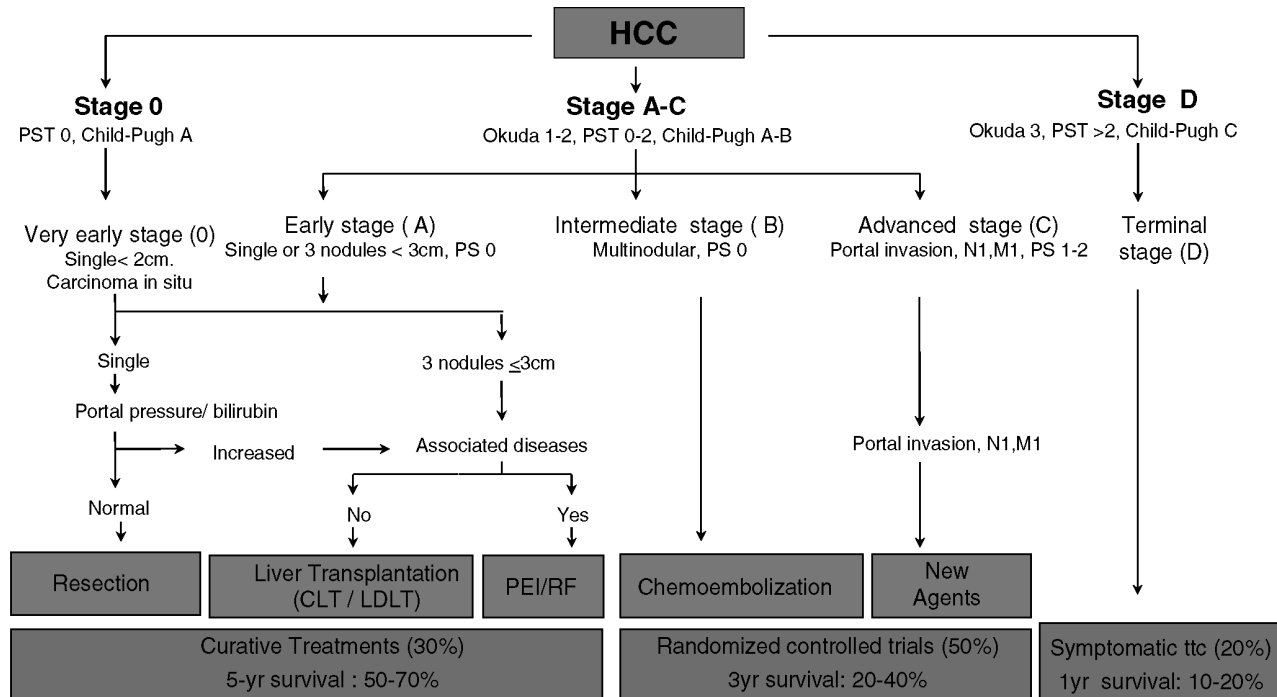 HCC
Stage 0
PST 0, Child-Pugh A
Stage A-C
Okuda 1-2, PST 0-2, Child-Pugh A-B
Stage D
Okuda 3, PST >2, Child-Pugh C
Very early stage (0)
Single< 2cm.
Carcinoma in situ
Early stage ( A)
Single or 3 nodules < 3cm, PS 0
Intermediate stage ( B)
Multinodular, PS 0
Advanced stage (C)
Portal invasion, N1,M1, PS 1-2
Terminal
stage (D)
Single
3 nodules ≤3cm
Portal pressure/ bilirubin
Increased
Associated diseases
Portal invasion, N1,M1
Normal
No
Yes
Resection
Liver Transplantation
(CLT / LDLT)
PEI/RF
Chemoembolization
New
Agents
Curative Treatments (30%)
5-yr survival : 50-70%
Randomized controlled trials (50%)
3yr survival: 20-40%
Symptomatic ttc (20%)
1yr survival: 10-20%